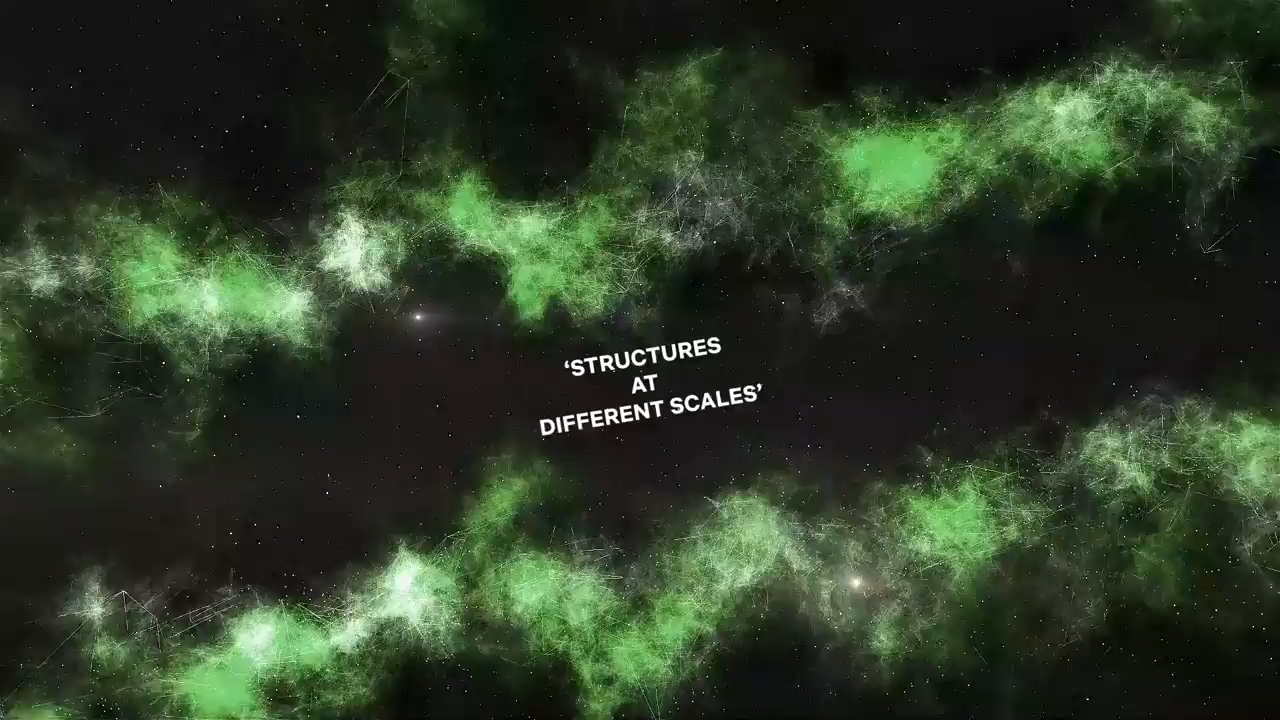 ‘STRUCTURES
AT
DIFFERENT SCALES’